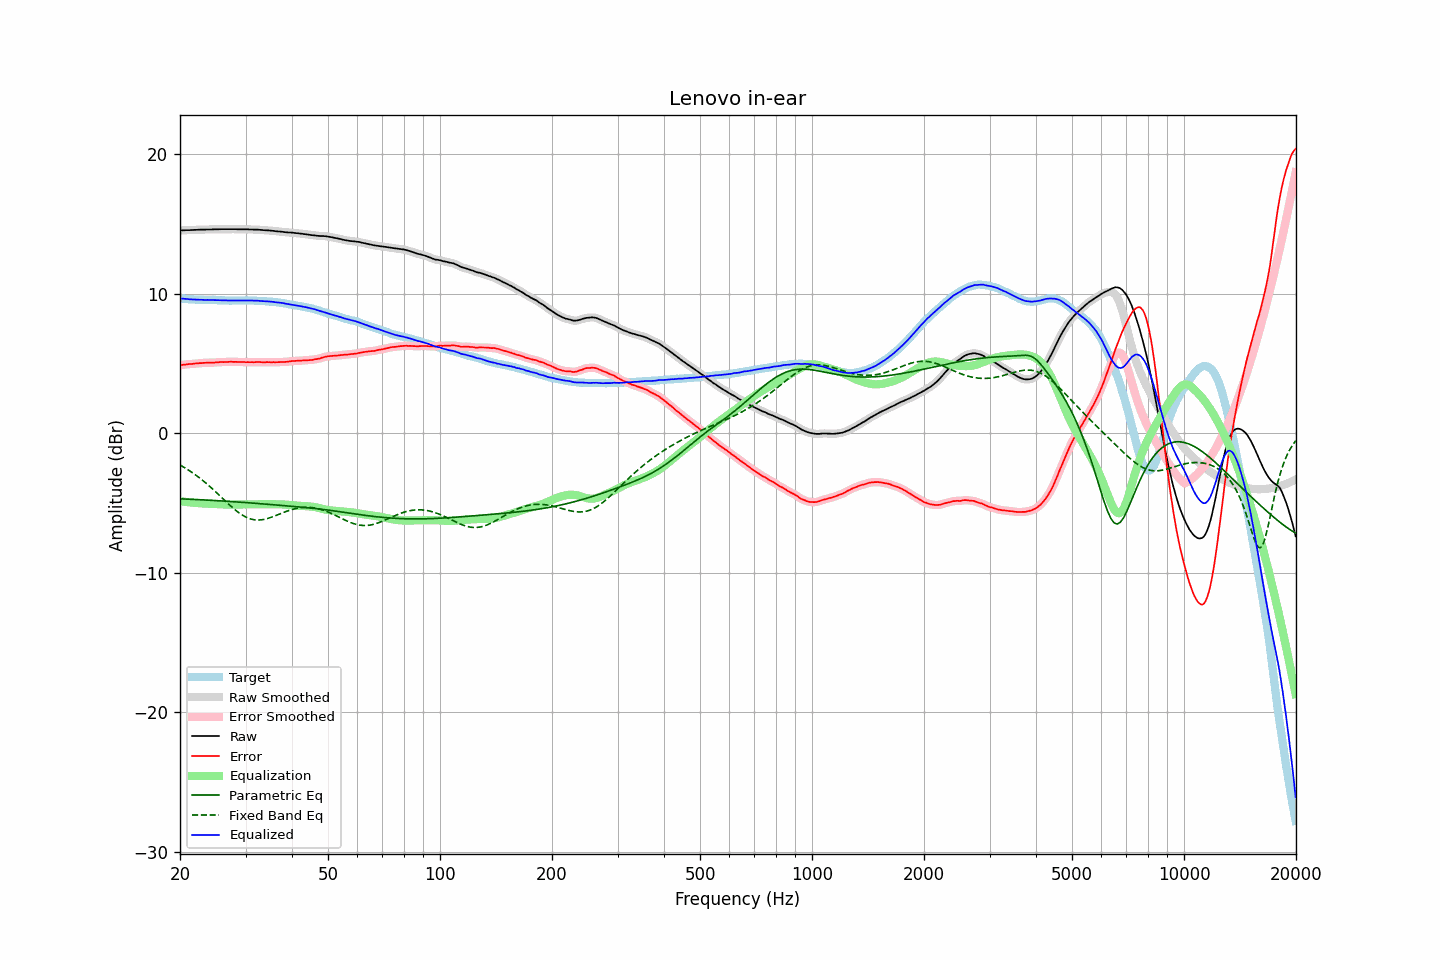 Lenovo in-ear
20
10
0
−10
−20
−30
Amplitude (dBr)
Target
Raw Smoothed
Error Smoothed
Raw
Error
Equalization
Parametric Eq
Fixed Band Eq
Equalized
20 50 100 200 500 1000 2000 5000 10000 20000
Frequency (Hz)